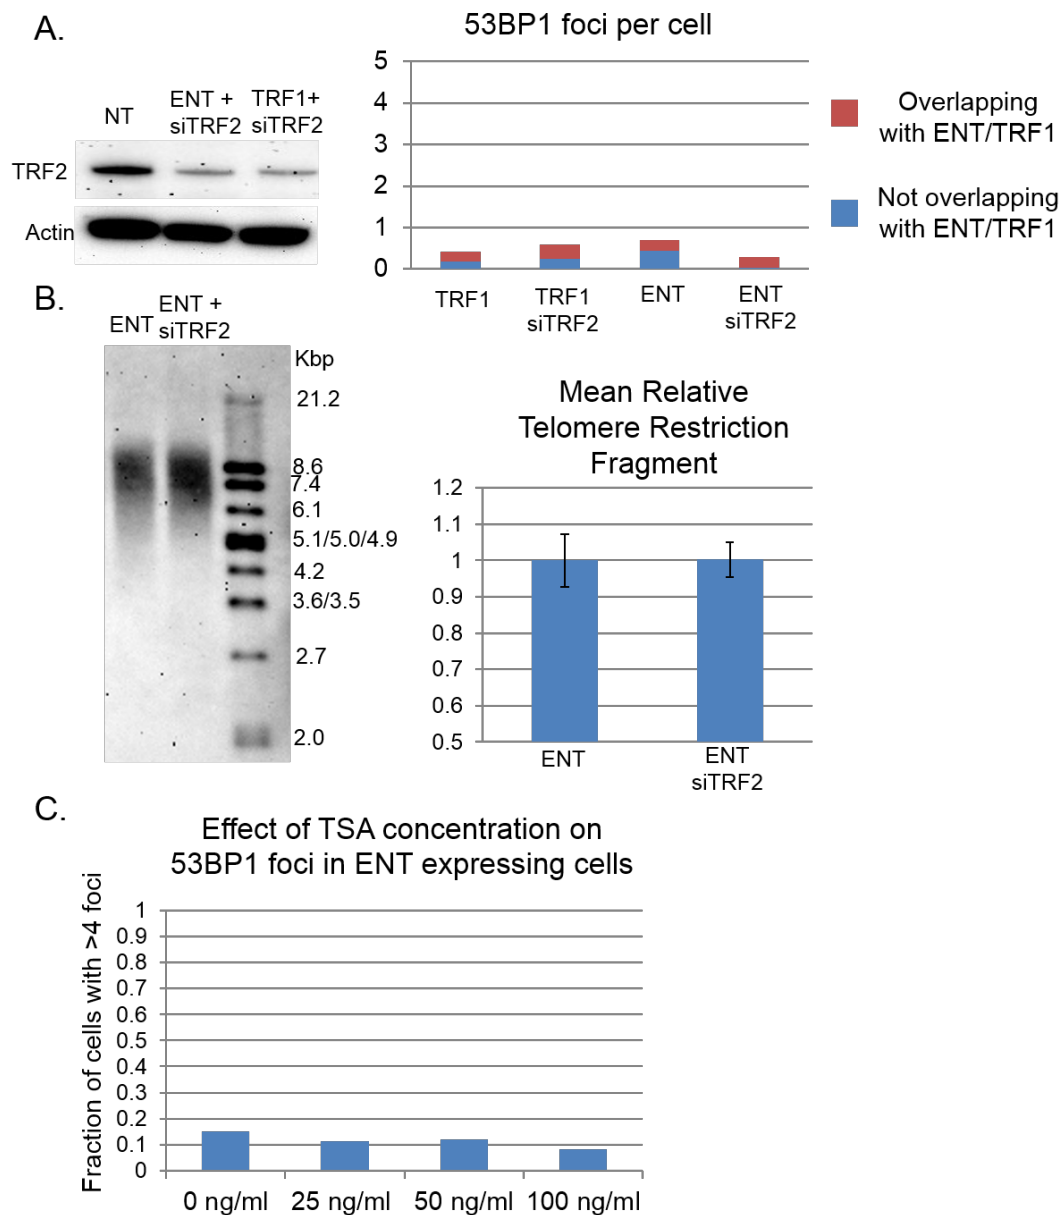 A.
NT
ENT +
siTRF2
TRF1+
siTRF2
TRF2
Actin
53BP1 foci per cell
5
4
3
2
1
0
TRF1
TRF1
siTRF2
ENT
ENT
siTRF2
Overlapping
with ENT/TRF1
Not overlapping
with ENT/TRF1
B.
ENT
ENT +
siTRF2
Kbp
21.2
8.6
7.4
6.1
5.1/5.0/4.9
4.2
3.6/3.5
2.7
2.0
Mean Relative
Telomere Restriction
Fragment
1.2
1.1
1
0.9
0.8
0.7
0.6
0.5
ENT
ENT
siTRF2
C.
Effect of TSA concentration on
53BP1 foci in ENT expressing cells
Fraction of cells with >4 foci
1
0.9
0.8
0.7
0.6
0.5
0.4
0.3
0.2
0.1
0
0 ng/ml
25 ng/ml
50 ng/ml
100 ng/ml